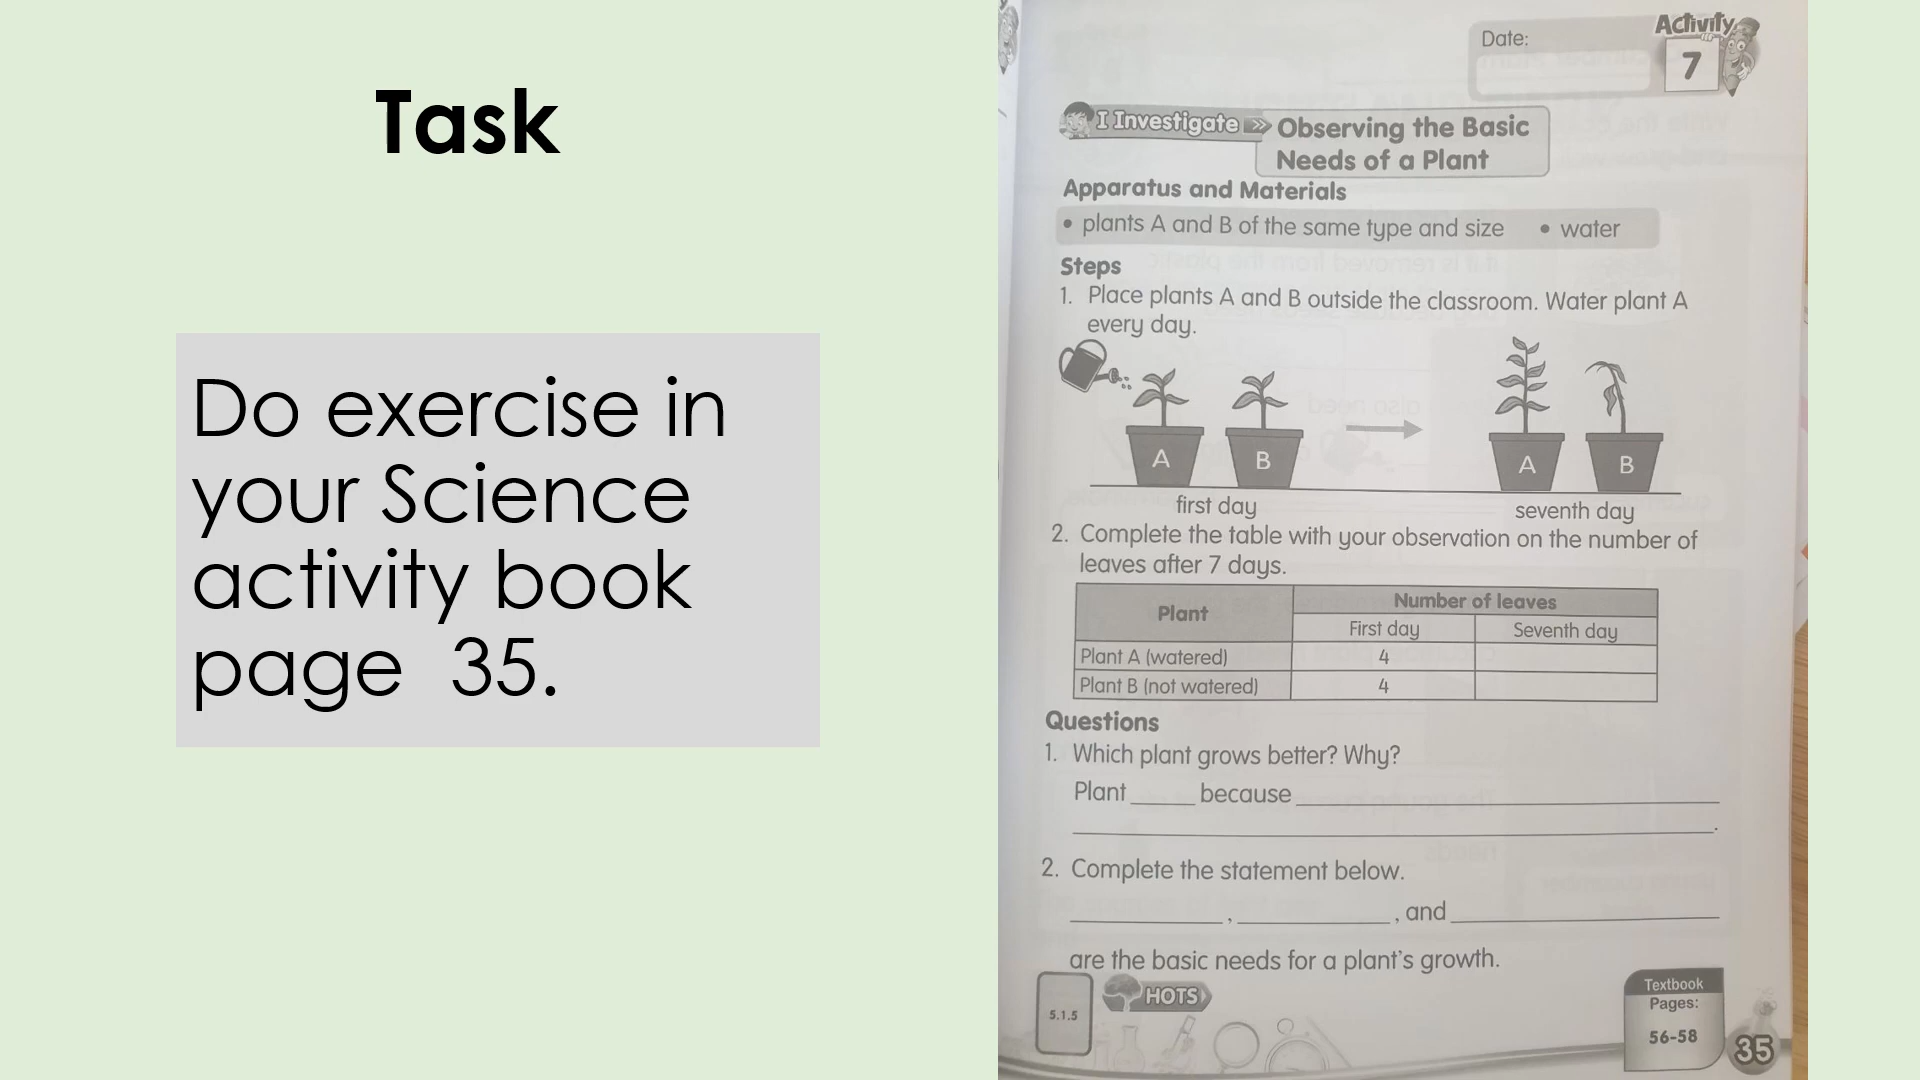 Task
Do exercise in
your Science
activity book
page 35.
Date:
Activity
7
I Investigate
Observing the Basic
Needs of a Plant
Apparatus and Materials
• plants A and B of the same type and size • water
Steps
1. Place plants A and B outside the classroom. Water plant A
every day.
A B A B
first day seventh day
2. Complete the table with your observation on the number of
leaves after 7 days.
Plant Number of leaves
First day Seventh day
Plant A (watered) 4
Plant B (not watered) 4
Questions
1. Which plant grows better? Why?
Plant _____ because ______________________________
______________________________.
2. Complete the statement below.
____________, ____________, and ____________________
are the basic needs for a plant's growth.
5.1.5
HOTS
Textbook
Pages:
56-58
35